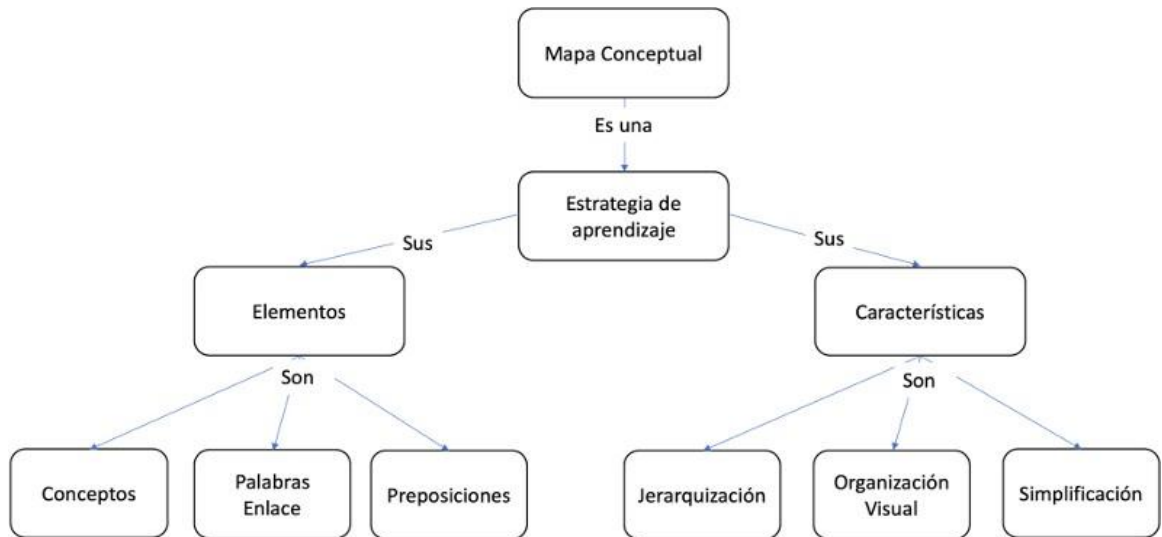 Mapa Conceptual
Es una
Estrategia de
aprendizaje
Sus
Sus
Elementos
Característícas
Son
Son
Conceptos
Palabras
Enlace
Preposiciones
Jerarquización
Organización
Visual
Simplificación